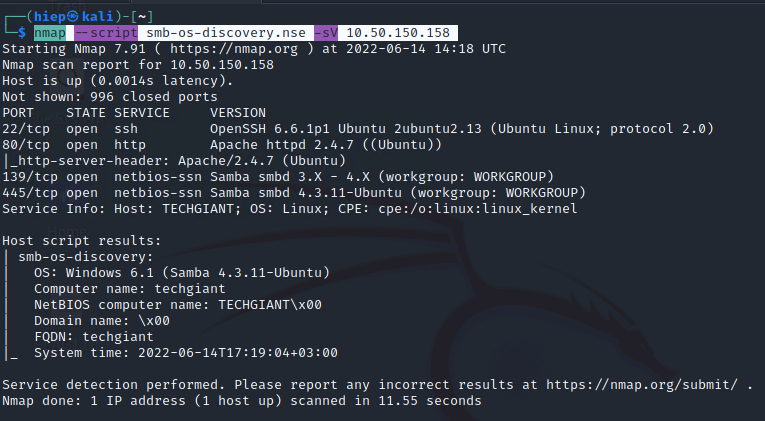 ┌──(hiep㉿kali)-[~]
└─$ nmap --script smb-os-discovery.nse -sV 10.50.150.158
Starting Nmap 7.91 ( https://nmap.org ) at 2022-06-14 14:18 UTC
Nmap scan report for 10.50.150.158
Host is up (0.0014s latency).
Not shown: 996 closed ports
PORT    STATE SERVICE     VERSION
22/tcp  open  ssh         OpenSSH 6.6.1p1 Ubuntu 2ubuntu2.13 (Ubuntu Linux; protocol 2.0)
80/tcp  open  http        Apache httpd 2.4.7 ((Ubuntu))
|_http-server-header: Apache/2.4.7 (Ubuntu)
139/tcp open  netbios-ssn Samba smbd 3.X - 4.X (workgroup: WORKGROUP)
445/tcp open  netbios-ssn Samba smbd 4.3.11-Ubuntu (workgroup: WORKGROUP)
Service Info: Host: TECHGIANT; OS: Linux; CPE: cpe:/o:linux:linux_kernel

Host script results:
| smb-os-discovery:
|   OS: Windows 6.1 (Samba 4.3.11-Ubuntu)
|   Computer name: techgiant
|   NetBIOS computer name: TECHGIANT\x00
|   Domain name: \x00
|   FQDN: techgiant
|_  System time: 2022-06-14T17:19:04+03:00

Service detection performed. Please report any incorrect results at https://nmap.org/submit/ .
Nmap done: 1 IP address (1 host up) scanned in 11.55 seconds